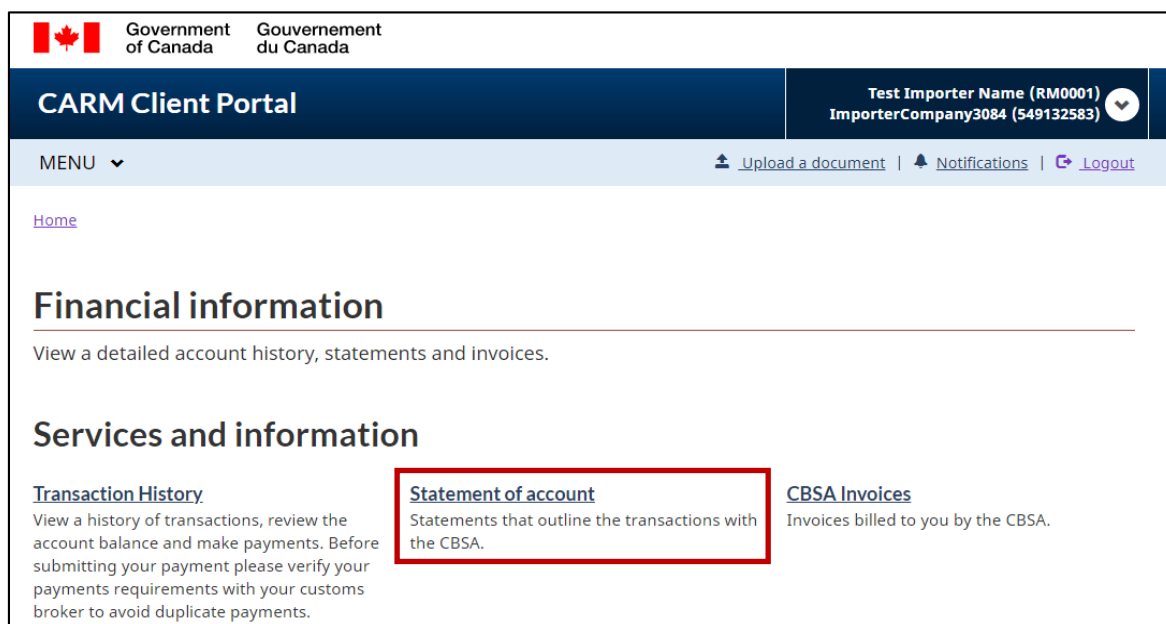 Government Gouvernement
of Canada du Canada
CARM Client Portal
Test Importer Name (RM0001)
ImporterCompany3084 (549132583)
MENU
Upload a document | Notifications | Logout
Home
Financial information
View a detailed account history, statements and invoices.
Services and information
Transaction History
View a history of transactions, review the
account balance and make payments. Before
submitting your payment please verify your
payments requirements with your customs
broker to avoid duplicate payments.
Statement of account
Statements that outline the transactions with
the CBSA.
CBSA Invoices
Invoices billed to you by the CBSA.